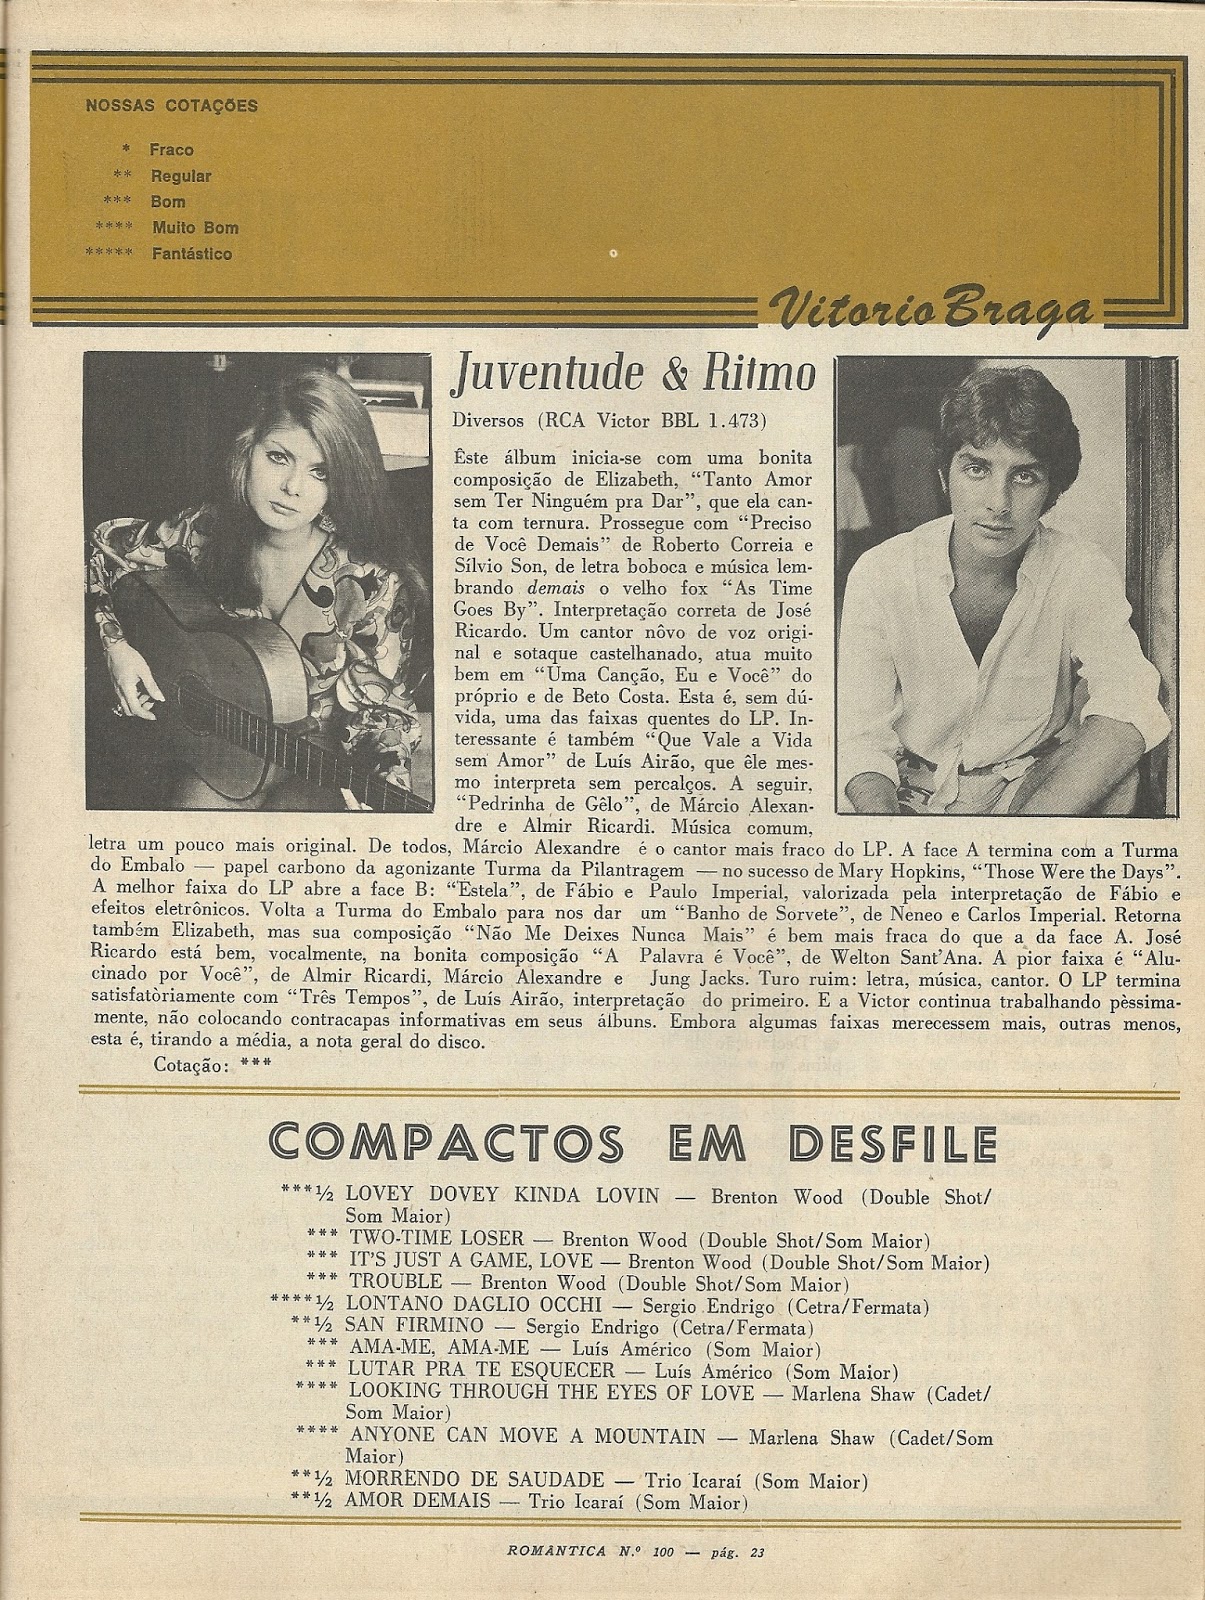 NOSSAS COTAÇÕES
* Fraco
** Regular
*** Bom
**** Muito Bom
***** Fantástico
Vitorio Braga
Juventude & Ritmo
Diversos (RCA Victor BBL 1.473)
Êste álbum inicia-se com uma bonita
composição de Elizabeth, “Tanto Amor
sem Ter Ninguém pra Dar”, que ela can-
ta com ternura. Prossegue com “Preciso
de Você Demais” de Roberto Correia e
Sílvio Son, de letra boboca e música lem-
brando demais o velho fox “As Time
Goes By”. Interpretação correta de José
Ricardo. Um cantor nôvo de voz origi-
nal e sotaque castelhanado, atua muito
bem em “Uma Canção, Eu e Você” do
próprio e de Beto Costa. Esta é, sem dú-
vida, uma das faixas quentes do LP. In-
teressante é também “Que Vale a Vida
sem Amor” de Luís Airão, que êle mes-
mo interpreta sem percalços. A seguir,
“Pedrinha de Gêlo”, de Márcio Alexan-
dre e Almir Ricardi. Música comum,
letra um pouco mais original. De todos, Márcio Alexandre é o cantor mais fraco do LP. A face A termina com a Turma
do Embalo — papel carbono da agonizante Turma da Pilantragem — no sucesso de Mary Hopkins, “Those Were the Days”.
A melhor faixa do LP abre a face B: “Estela”, de Fábio e Paulo Imperial, valorizada pela interpretação de Fábio e
efeitos eletrônicos. Volta a Turma do Embalo para nos dar um “Banho de Sorvete”, de Neneo e Carlos Imperial. Retorna
também Elizabeth, mas sua composição “Não Me Deixes Nunca Mais” é bem mais fraca do que a da face A. José
Ricardo está bem, vocalmente, na bonita composição “A Palavra é Você”, de Welton Sant'Ana. A pior faixa é “Alu-
cinado por Você”, de Almir Ricardi, Márcio Alexandre e Jung Jacks. Turo ruim: letra, música, cantor. O LP termina
satisfatòriamente com “Três Tempos”, de Luís Airão, interpretação do primeiro. E a Victor continua trabalhando pèssima-
mente, não colocando contracapas informativas em seus álbuns. Embora algumas faixas merecessem mais, outras menos,
esta é, tirando a média, a nota geral do disco.
Cotação: ***
COMPACTOS EM DESFILE
***½ LOVEY DOVEY KINDA LOVIN — Brenton Wood (Double Shot/
Som Maior)
*** TWO-TIME LOSER — Brenton Wood (Double Shot/Som Maior)
*** IT'S JUST A GAME, LOVE — Brenton Wood (Double Shot/Som Maior)
*** TROUBLE — Brenton Wood (Double Shot/Som Maior)
****½ LONTANO DAGLIO OCCHI — Sergio Endrigo (Cetra/Fermata)
**½ SAN FIRMINO — Sergio Endrigo (Cetra/Fermata)
*** AMA-ME, AMA-ME — Luís Américo (Som Maior)
*** LUTAR PRA TE ESQUECER — Luís Américo (Som Maior)
**** LOOKING THROUGH THE EYES OF LOVE — Marlena Shaw (Cadet/
Som Maior)
**** ANYONE CAN MOVE A MOUNTAIN — Marlena Shaw (Cadet/Som
Maior)
**½ MORRENDO DE SAUDADE — Trio Icaraí (Som Maior)
**½ AMOR DEMAIS — Trio Icaraí (Som Maior)
ROMÂNTICA N.º 100 — pág. 23